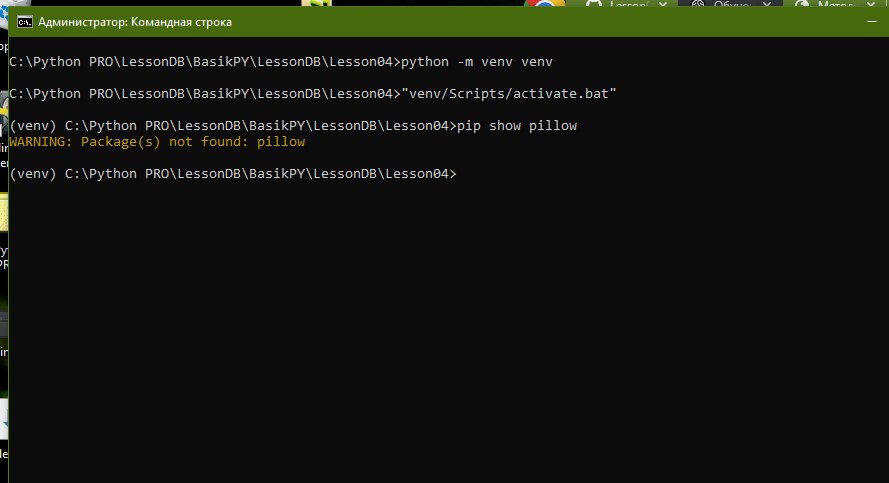 Администратор: Командная строка
C:\Python PRO\LessonDB\BasikPY\LessonDB\Lesson04>python -m venv venv
C:\Python PRO\LessonDB\BasikPY\LessonDB\Lesson04>"venv/Scripts/activate.bat"
(venv) C:\Python PRO\LessonDB\BasikPY\LessonDB\Lesson04>pip show pillow
WARNING: Package(s) not found: pillow
(venv) C:\Python PRO\LessonDB\BasikPY\LessonDB\Lesson04>